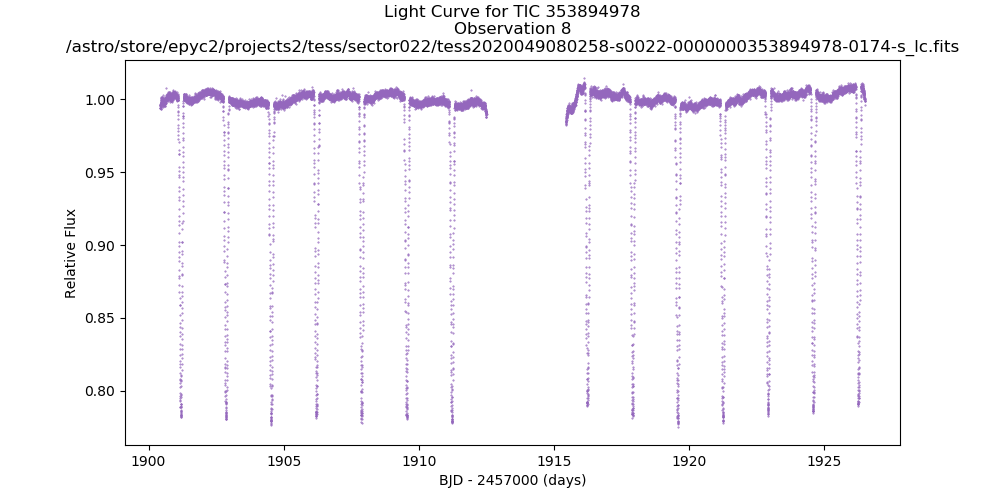 Light Curve for TIC 353894978
Observation 8
/astro/store/epyc2/projects2/tess/sector022/tess2020049080258-s0022-0000000353894978-0174-s_lc.fits
1.00
0.95
0.90
0.85
0.80
Relative Flux
1900
1905
1910
1915
1920
1925
BJD - 2457000 (days)